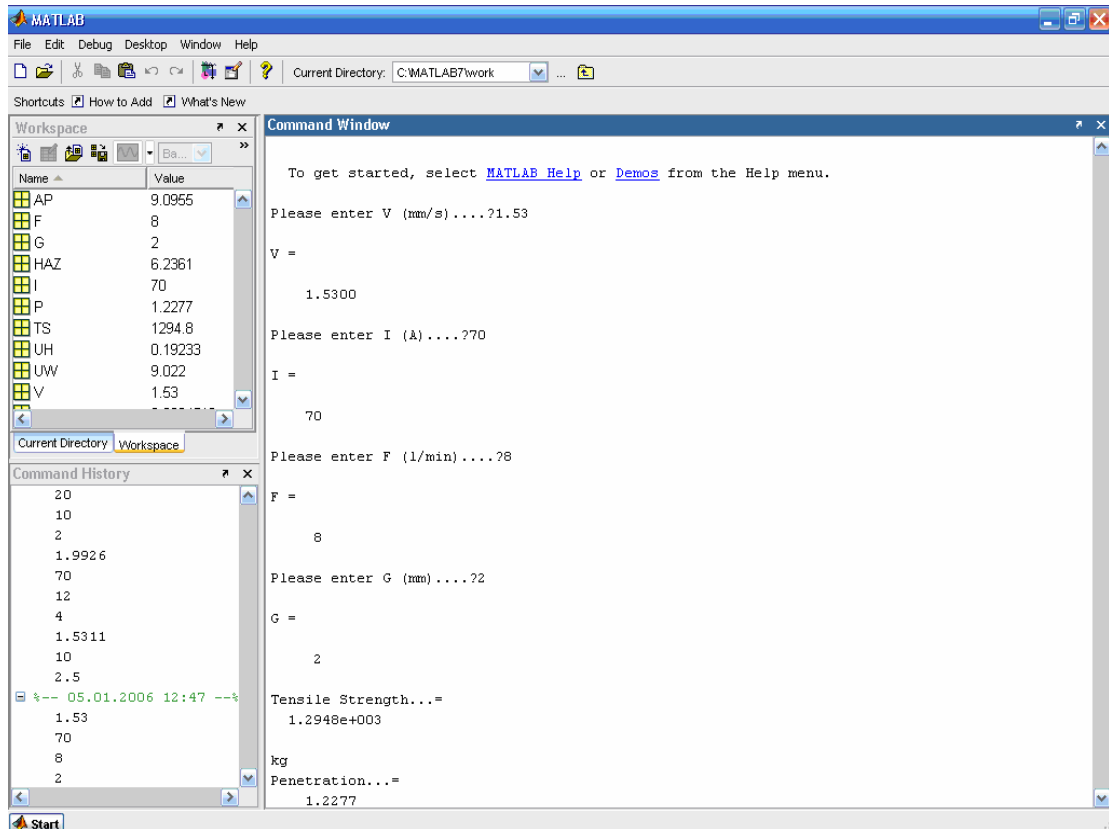 MATLAB
File Edit Debug Desktop Window Help
Current Directory: C:\MATLAB7\work ...
Shortcuts How to Add What's New
Workspace
Ba...
Name Value
AP 9.0955
F 8
G 2
HAZ 6.2361
I 70
P 1.2277
TS 1294.8
UH 0.19233
UW 9.022
V 1.53
Current Directory Workspace
Command History
20
10
2
1.9926
70
12
4
1.5311
10
2.5
%-- 05.01.2006 12:47 --%
1.53
70
8
2
Command Window
To get started, select MATLAB Help or Demos from the Help menu.
Please enter V (mm/s)....?1.53
V =
1.5300
Please enter I (A)....?70
I =
70
Please enter F (l/min)....?8
F =
8
Please enter G (mm)....?2
G =
2
Tensile Strength...=
1.2948e+003
kg
Penetration...=
1.2277
Start